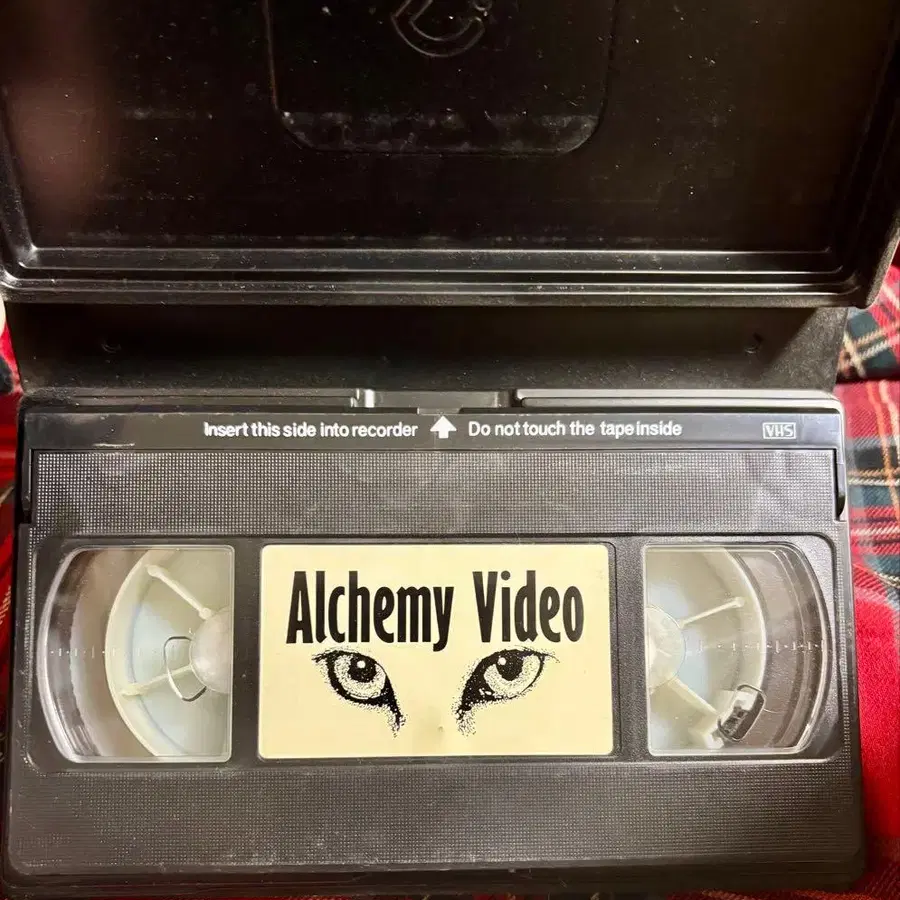 Insert this side into recorder Do not touch the tape inside VHS
Alchemy Video